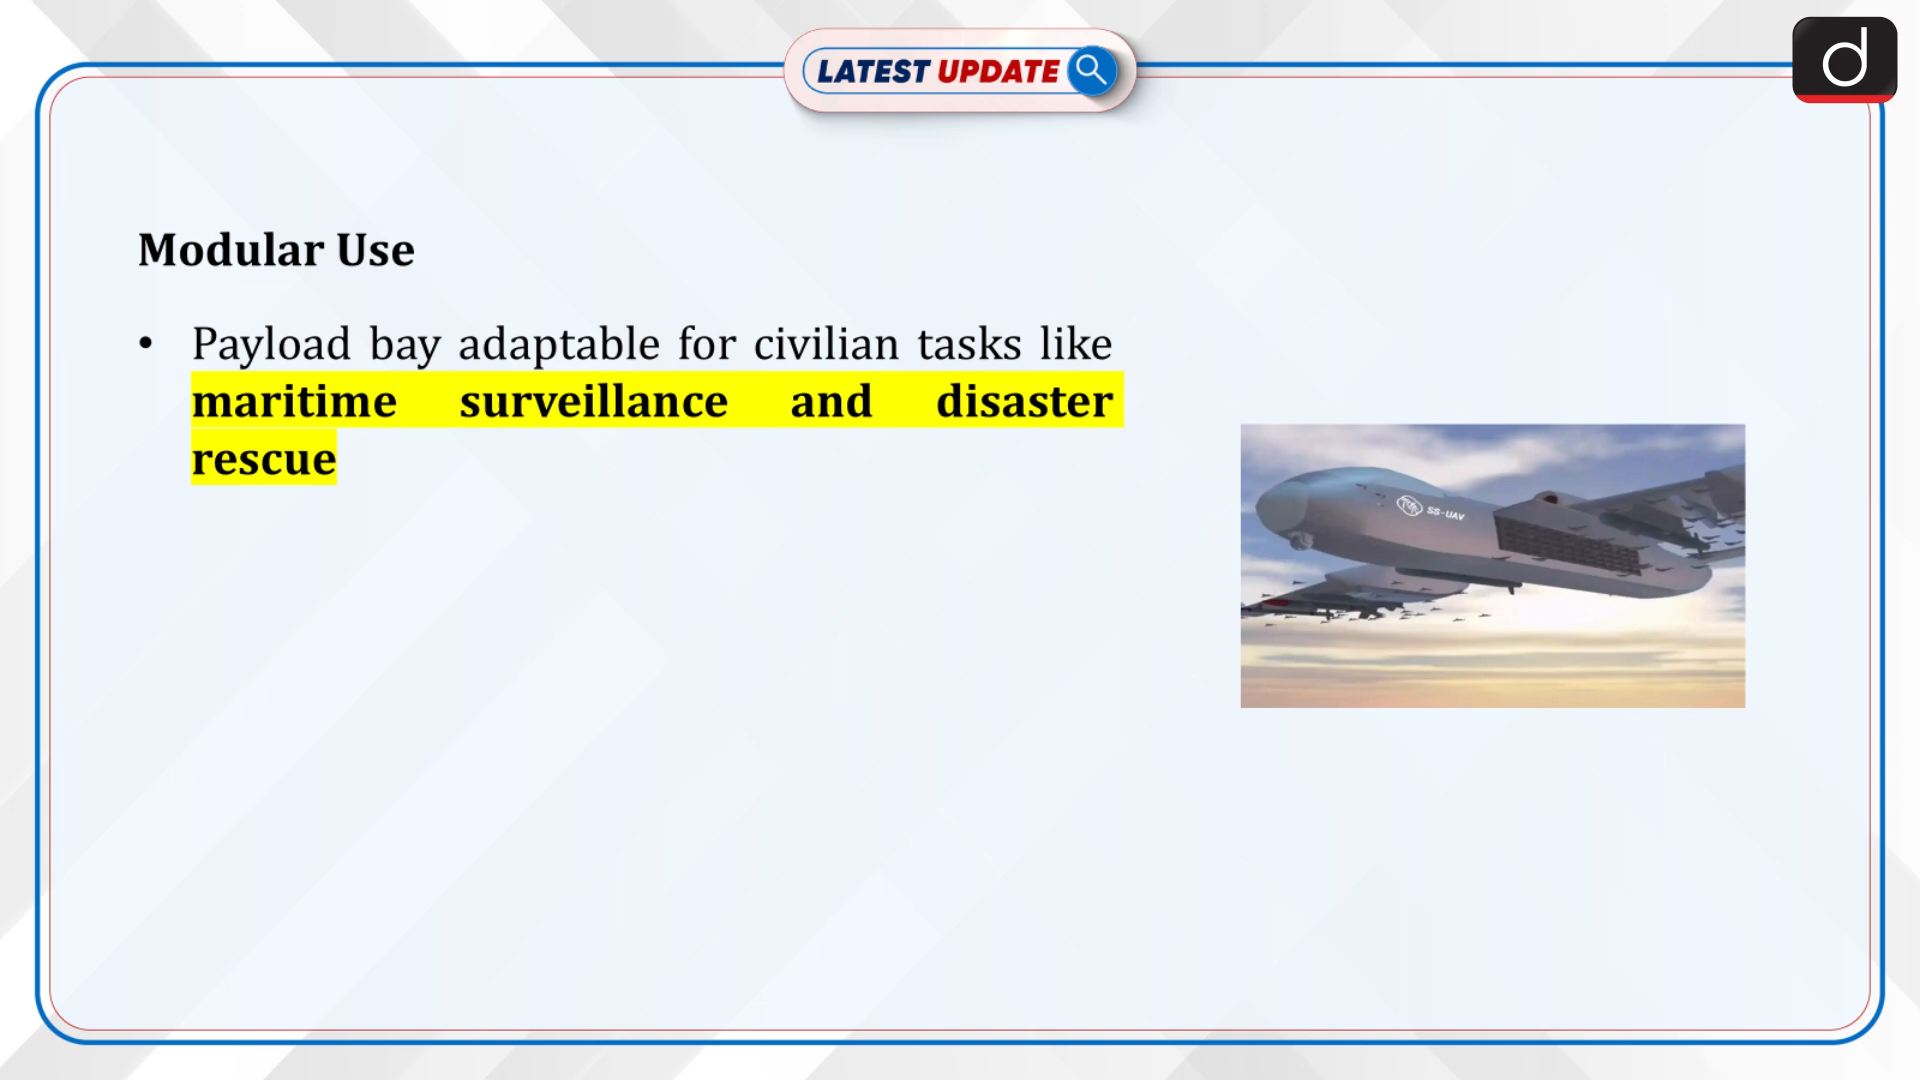 LATEST UPDATE
d
Modular Use
• Payload bay adaptable for civilian tasks like
maritime surveillance and disaster
rescue
SS-UAV